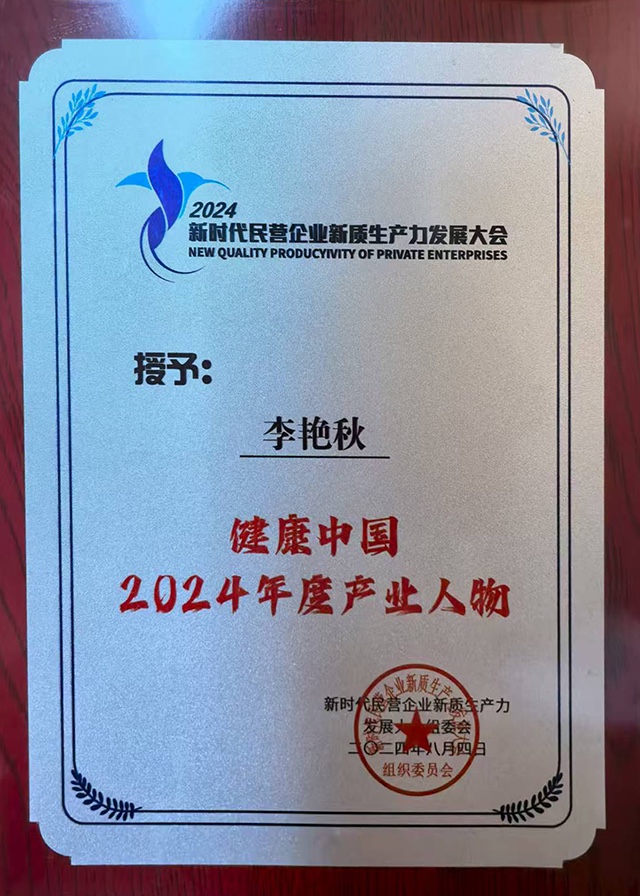 2024
新时代民营企业新质生产力发展大会
NEW QUALITY PRODUCYIVITY OF PRIVATE ENTERPRISES
授予：
李艳秋
健康中国
2024年度产业人物
新时代民营企业新质生产力
发展大 组委会
二〇二四年八月四日
组织委员会